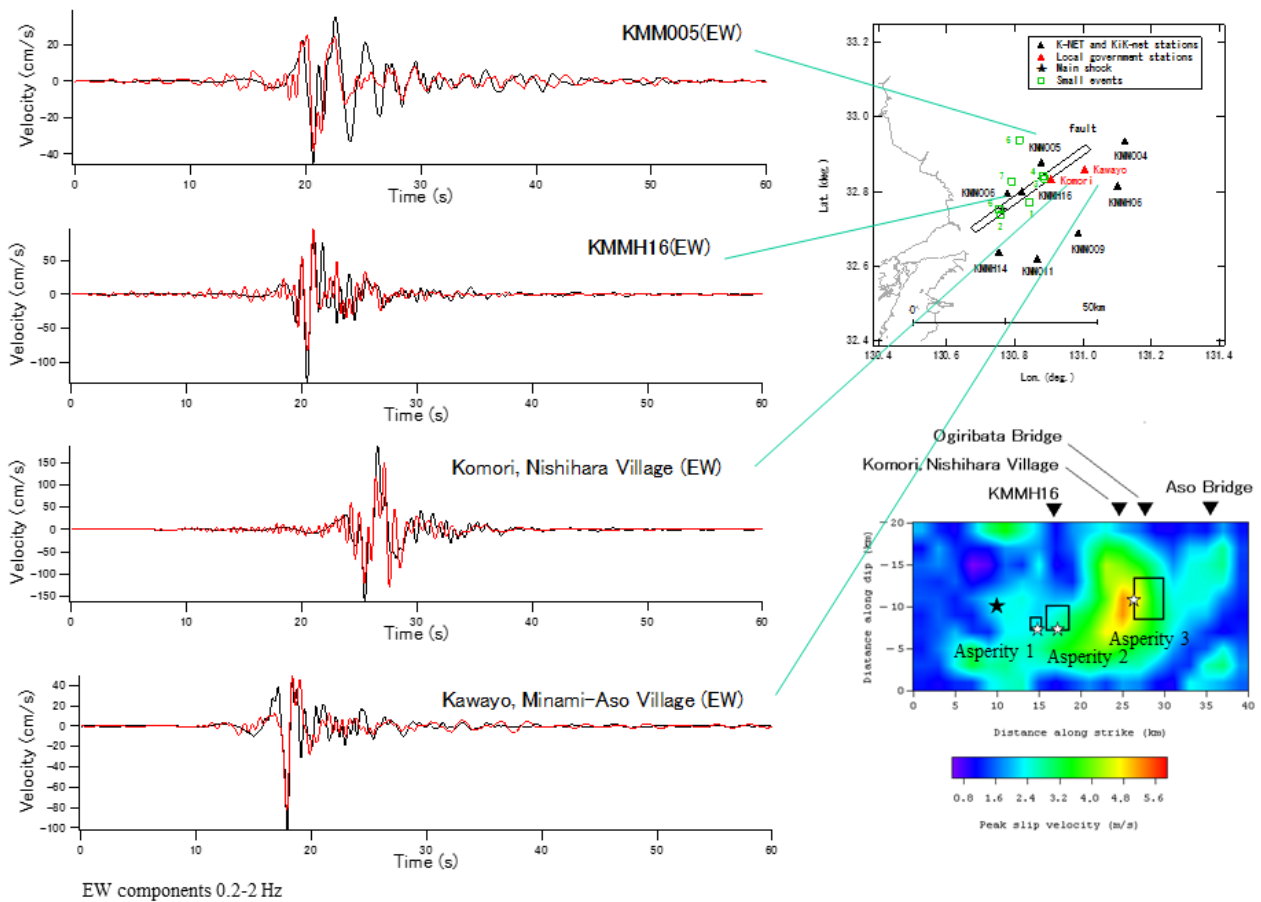 KMM005(EW)
Velocity (cm/s)
20
0
-20
-40
0
10
20
30
40
50
60
Time (s)
KMMH16(EW)
Velocity (cm/s)
50
0
-50
-100
0
10
20
30
40
50
60
Time (s)
Komori, Nishihara Village (EW)
Velocity (cm/s)
150
100
50
0
-50
-100
-150
0
10
20
30
40
50
60
Time (s)
Kawayo, Minami-Aso Village (EW)
Velocity (cm/s)
40
20
0
-20
-40
-60
-80
-100
0
10
20
30
40
50
60
Time (s)
EW components 0.2-2 Hz
K-NET and KiK-net stations
Local government stations
Main shock
Small events
33.2
33.0
32.8
32.6
32.4
Lat. (deg.)
130.4
130.6
130.8
131.0
131.2
131.4
Lon. (deg.)
fault
6
KMM005
KMM004
Kawayo
7
4
Komori
KMM006
KMMH16
KMMH06
1
2
KMM009
KMMH14
KMM011
0
50km
Ogiribata Bridge
Komori, Nishihara Village
KMMH16
Aso Bridge
-20
-15
-10
-5
0
Distance along dip (km)
Asperity 1
Asperity 2
Asperity 3
0
5
10
15
20
25
30
35
40
Distance along strike (km)
0.8
1.6
2.4
3.2
4.0
4.8
5.6
Peak slip velocity (m/s)